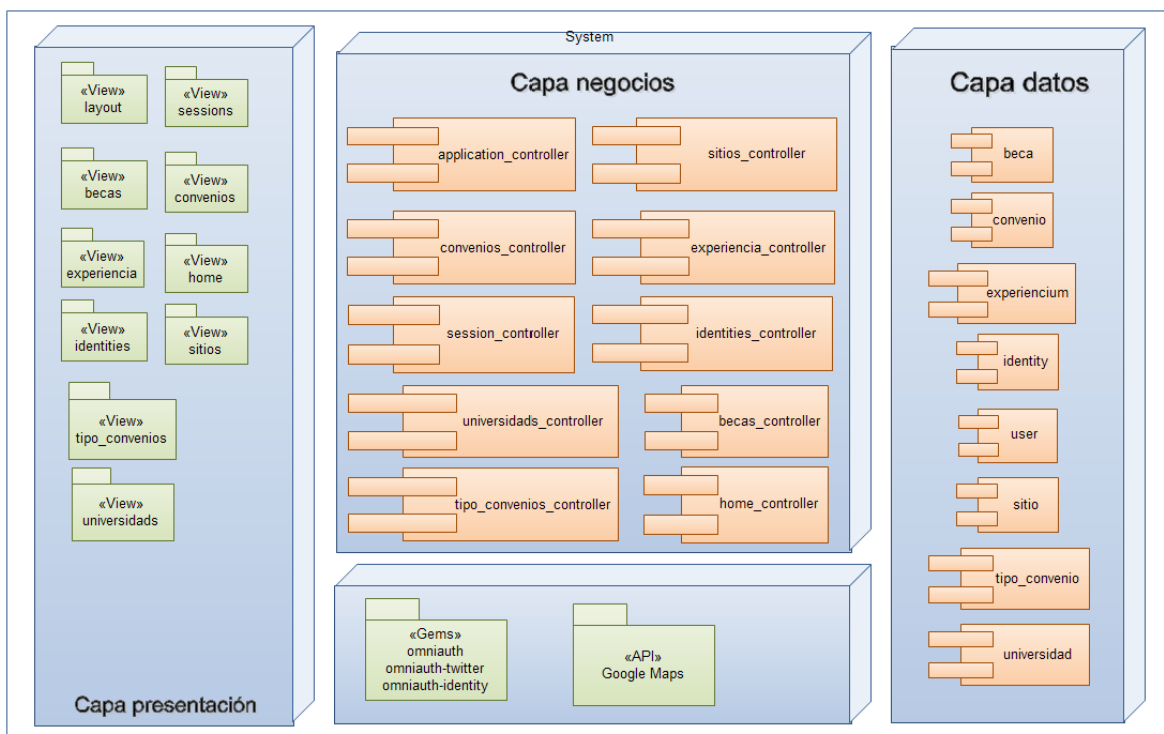 System
«View»
layout
«View»
sessions
«View»
becas
«View»
convenios
«View»
experiencia
«View»
home
«View»
identities
«View»
sitios
«View»
tipo_convenios
«View»
universidads
Capa presentación
Capa negocios
application_controller
sitios_controller
convenios_controller
experiencia_controller
session_controller
identities_controller
universidads_controller
becas_controller
tipo_convenios_controller
home_controller
«Gems»
omniauth
omniauth-twitter
omniauth-identity
«API»
Google Maps
Capa datos
beca
convenio
experiencium
identity
user
sitio
tipo_convenio
universidad